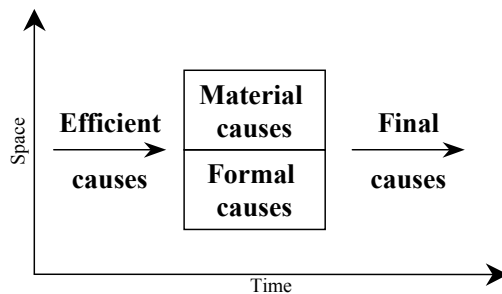 Space
Efficient
causes
Material
causes
Formal
causes
Final
causes
Time